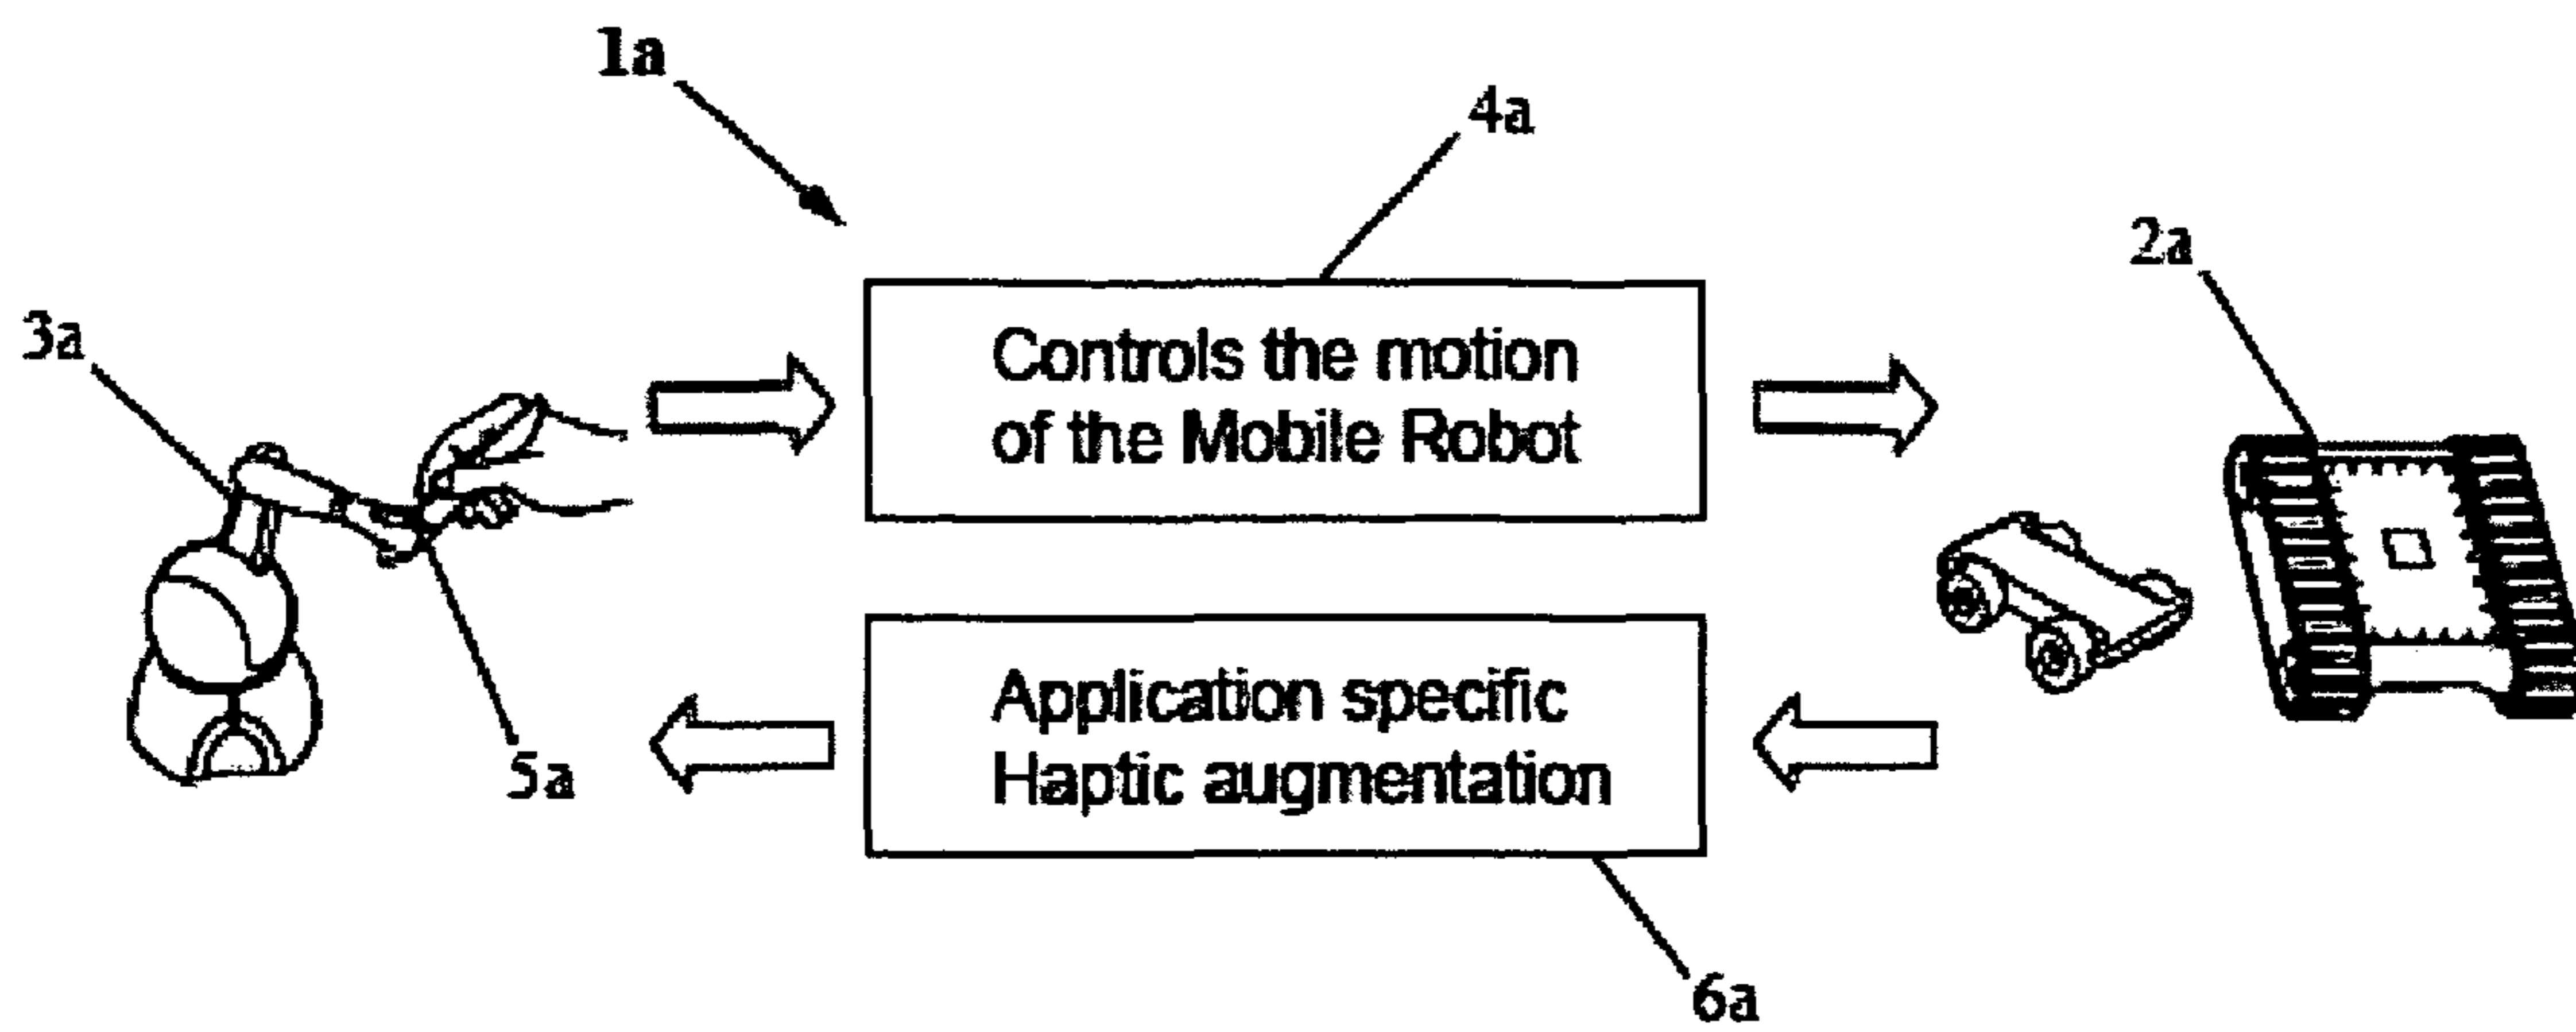 1a
4a
2a
3a
Controls the motion
of the Mobile Robot
Application specific
Haptic augmentation
5a
6a